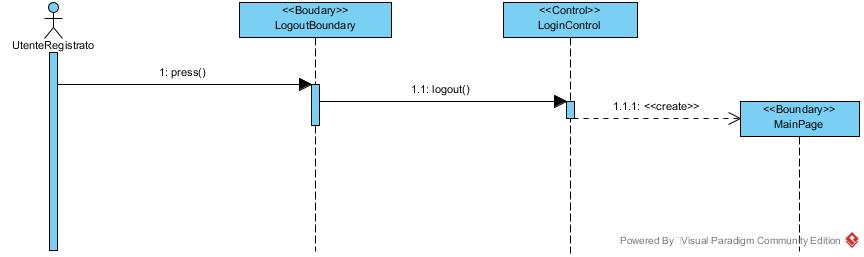 <<Boudary>>
LogoutBoundary
<<Control>>
LoginControl
UtenteRegistrato
1: press()
1.1: logout()
1.1.1: <<create>>
<<Boundary>>
MainPage
Powered By Visual Paradigm Community Edition